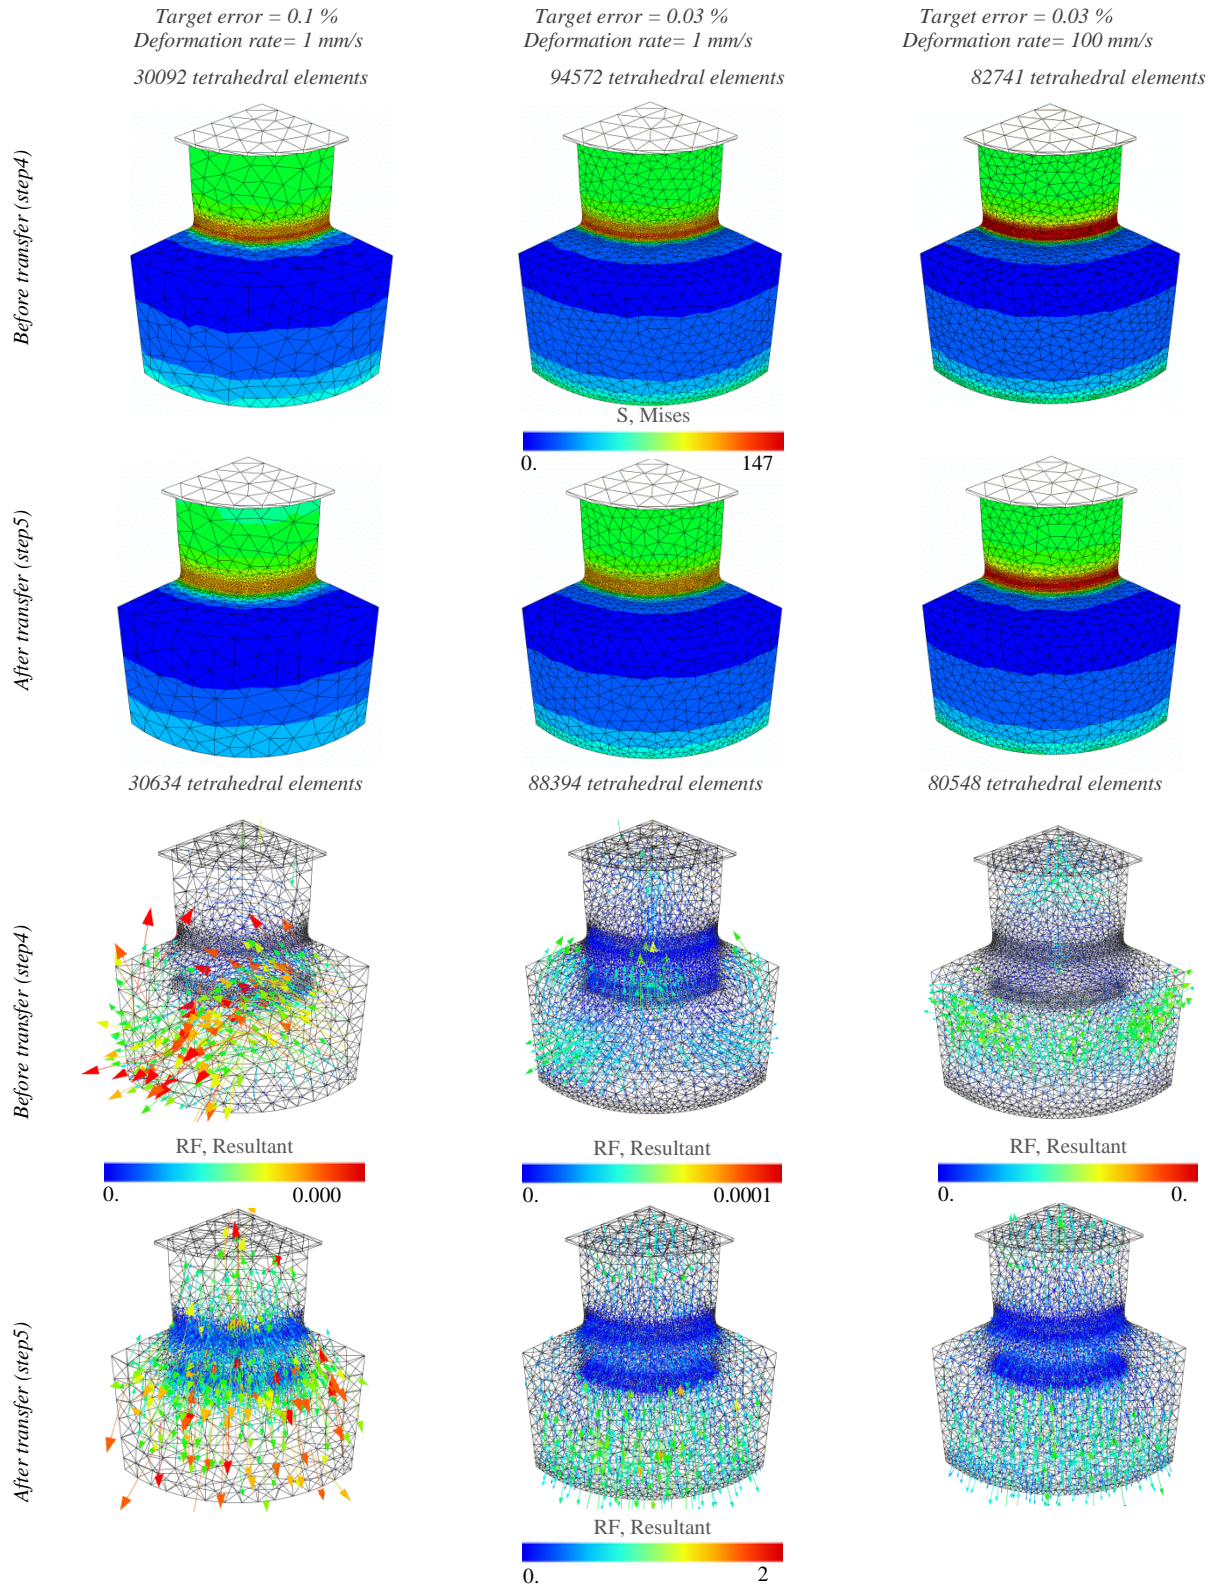 Target error = 0.1 %
Deformation rate= 1 mm/s
30092 tetrahedral elements
Target error = 0.03 %
Deformation rate= 1 mm/s
94572 tetrahedral elements
Target error = 0.03 %
Deformation rate= 100 mm/s
82741 tetrahedral elements
Before transfer (step4)
S, Mises
0.
147
After transfer (step5)
30634 tetrahedral elements
88394 tetrahedral elements
80548 tetrahedral elements
Before transfer (step4)
RF, Resultant
0.
0.000
RF, Resultant
0.
0.0001
RF, Resultant
0.
0.
After transfer (step5)
RF, Resultant
0.
2